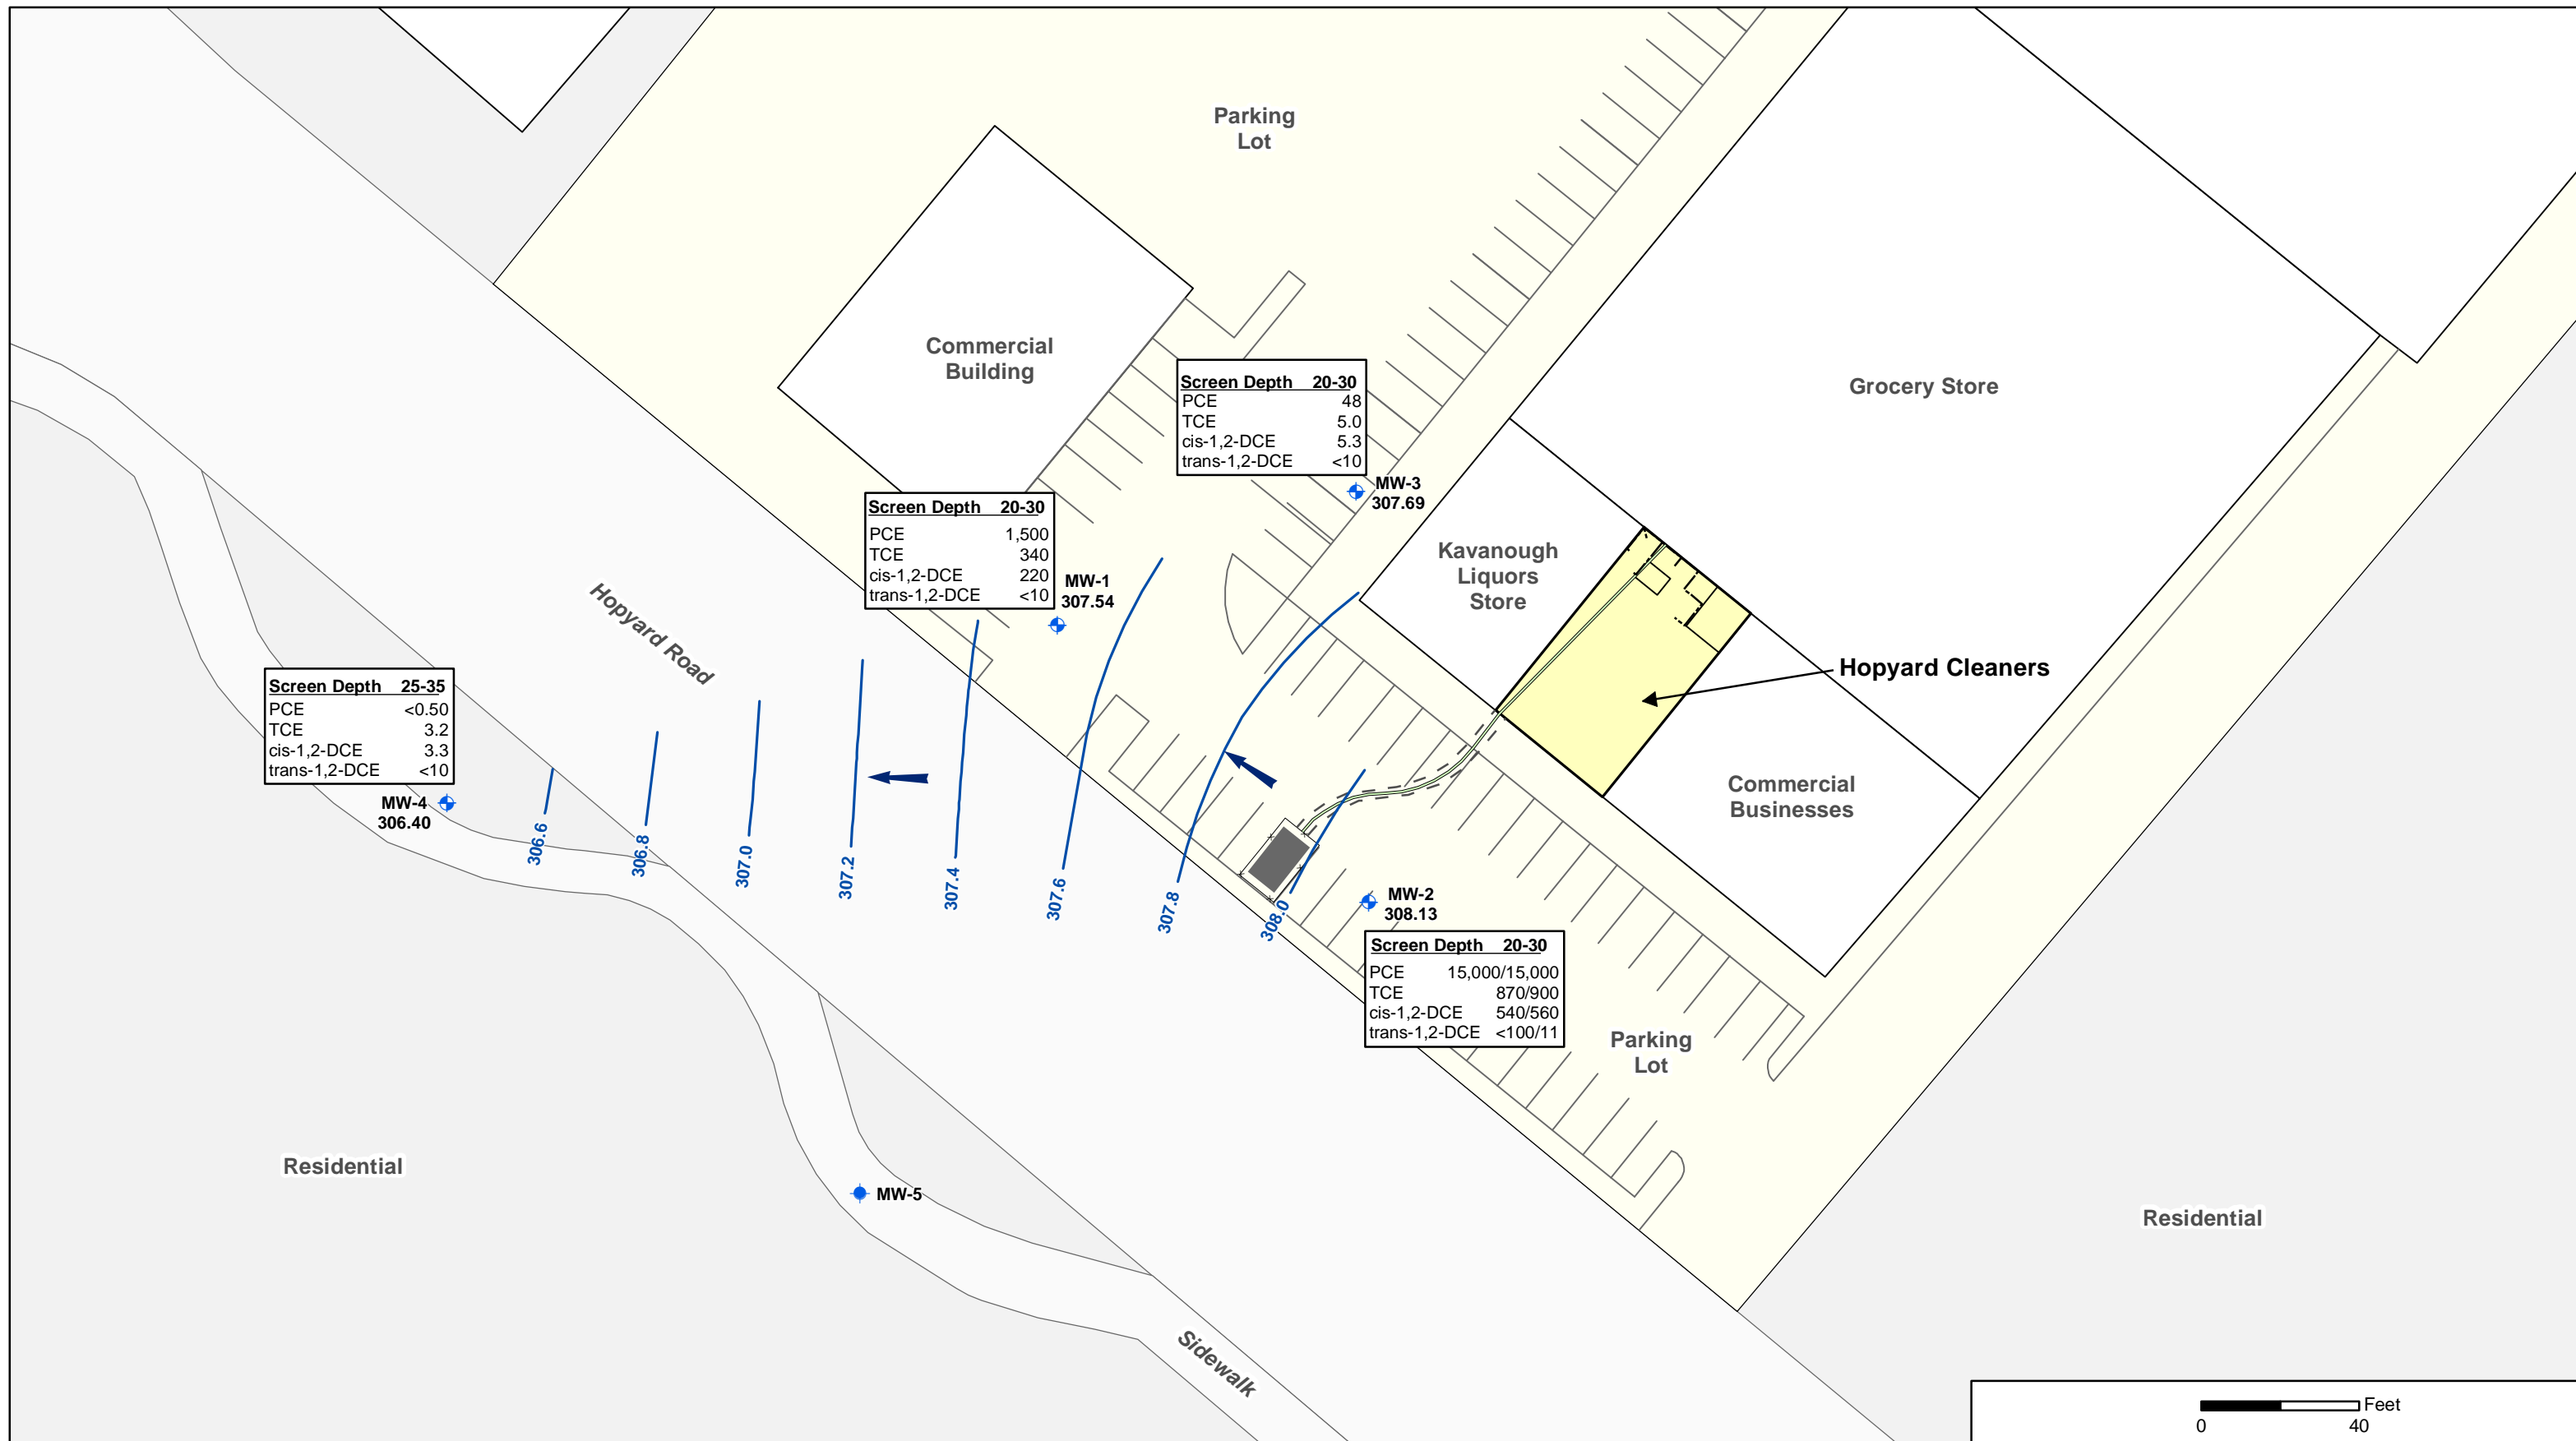 Parking
Lot
Commercial
Building
Grocery Store
Screen Depth 20-30
PCE 48
TCE 5.0
cis-1,2-DCE 5.3
trans-1,2-DCE <10
MW-3
307.69
Screen Depth 20-30
PCE 1,500
TCE 340
cis-1,2-DCE 220
trans-1,2-DCE <10
MW-1
307.54
Kavanough
Liquors
Store
Hopyard Road
Hopyard Cleaners
Screen Depth 25-35
PCE <0.50
TCE 3.2
cis-1,2-DCE 3.3
trans-1,2-DCE <10
MW-4
306.40
Commercial
Businesses
306.6
306.8
307.0
307.2
307.4
307.6
307.8
308.0
MW-2
308.13
Screen Depth 20-30
PCE 15,000/15,000
TCE 870/900
cis-1,2-DCE 540/560
trans-1,2-DCE <100/11
Parking
Lot
Residential
MW-5
Residential
Sidewalk
Feet
0 40